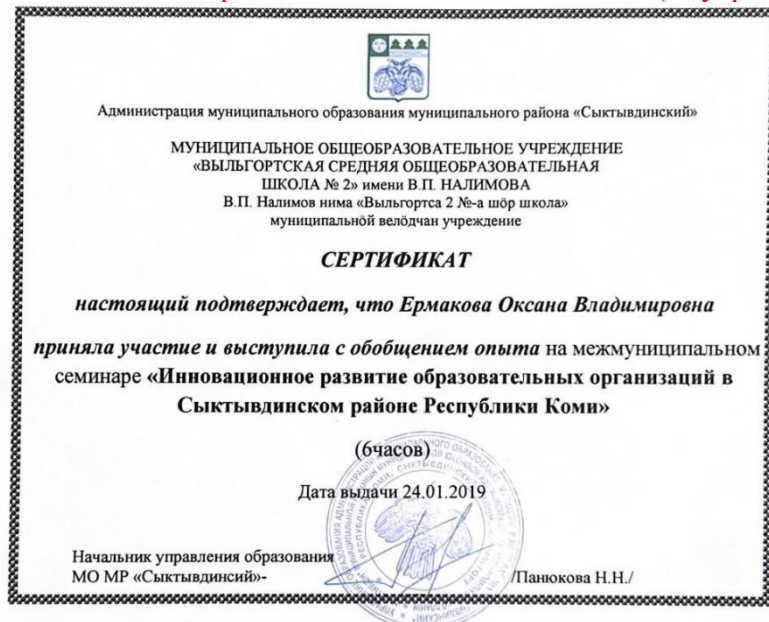 Администрация муниципального образования муниципального района «Сыктывдинский»
МУНИЦИПАЛЬНОЕ ОБЩЕОБРАЗОВАТЕЛЬНОЕ УЧРЕЖДЕНИЕ
«ВЫЛЬГОРТСКАЯ СРЕДНЯЯ ОБЩЕОБРАЗОВАТЕЛЬНАЯ
ШКОЛА № 2» имени В.П. НАЛИМОВА
В.П. Налимов нима «Выльгортса 2 №-а шöр школа»
муниципальнöй велöдчан учреждение
СЕРТИФИКАТ
настоящий подтверждает, что Ермакова Оксана Владимировна
приняла участие и выступила с обобщением опыта на межмуниципальном
семинаре «Инновационное развитие образовательных организаций в
Сыктывдинском районе Республики Коми»
(6часов)
Дата выдачи 24.01.2019
Начальник управления образования
МО МР «Сыктывдинсий»- /Панюкова Н.Н./